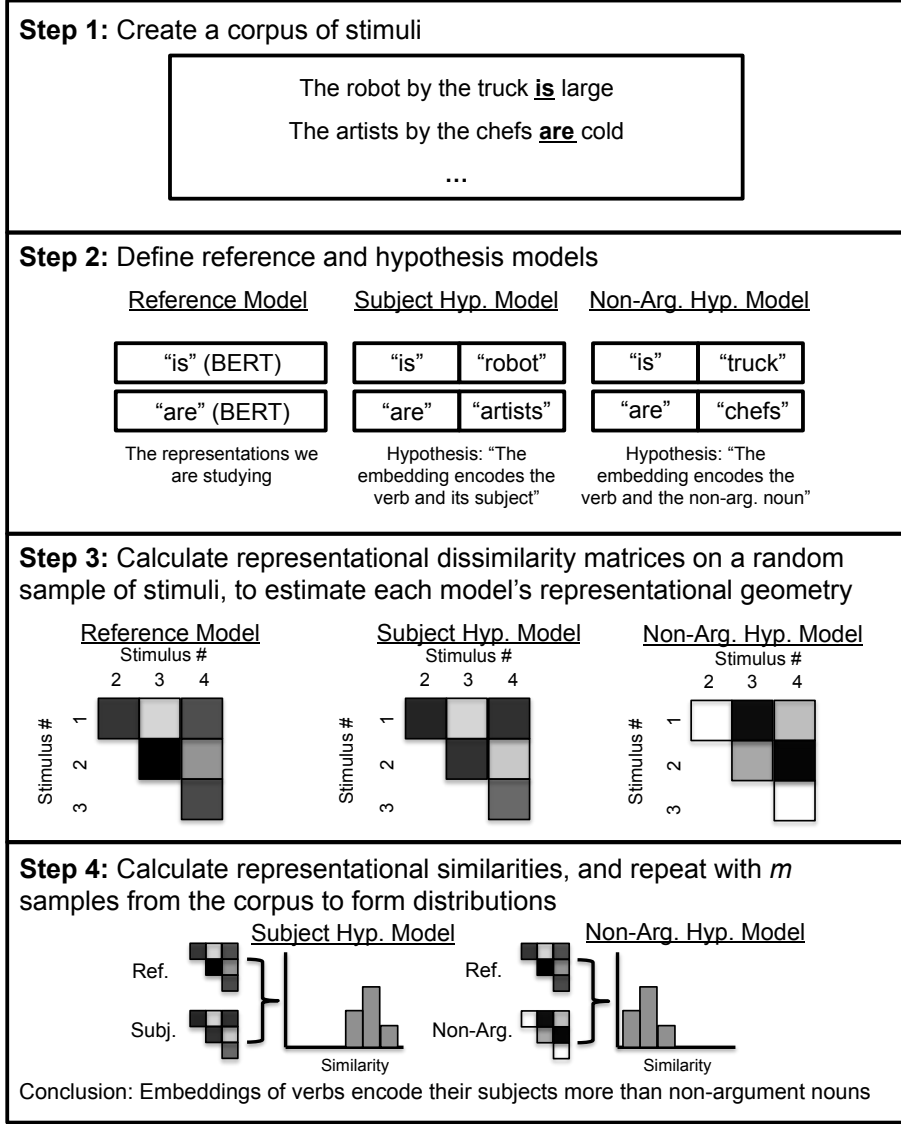 Step 1: Create a corpus of stimuli
The robot by the truck is large
The artists by the chefs are cold
...
Step 2: Define reference and hypothesis models
Reference Model
Subject Hyp. Model
Non-Arg. Hyp. Model
“is” (BERT)
“is”
“robot”
“is”
“truck”
“are” (BERT)
“are”
“artists”
“are”
“chefs”
The representations we
are studying
Hypothesis: “The
embedding encodes the
verb and its subject”
Hypothesis: “The
embedding encodes the
verb and the non-arg. noun”
Step 3: Calculate representational dissimilarity matrices on a random
sample of stimuli, to estimate each model’s representational geometry
Reference Model
Stimulus #
2 3 4
Stimulus #
1
2
3
Subject Hyp. Model
Stimulus #
2 3 4
Stimulus #
1
2
3
Non-Arg. Hyp. Model
Stimulus #
2 3 4
Stimulus #
1
2
3
Step 4: Calculate representational similarities, and repeat with m
samples from the corpus to form distributions
Subject Hyp. Model
Ref.
Subj.
Similarity
Non-Arg. Hyp. Model
Ref.
Non-Arg.
Similarity
Conclusion: Embeddings of verbs encode their subjects more than non-argument nouns